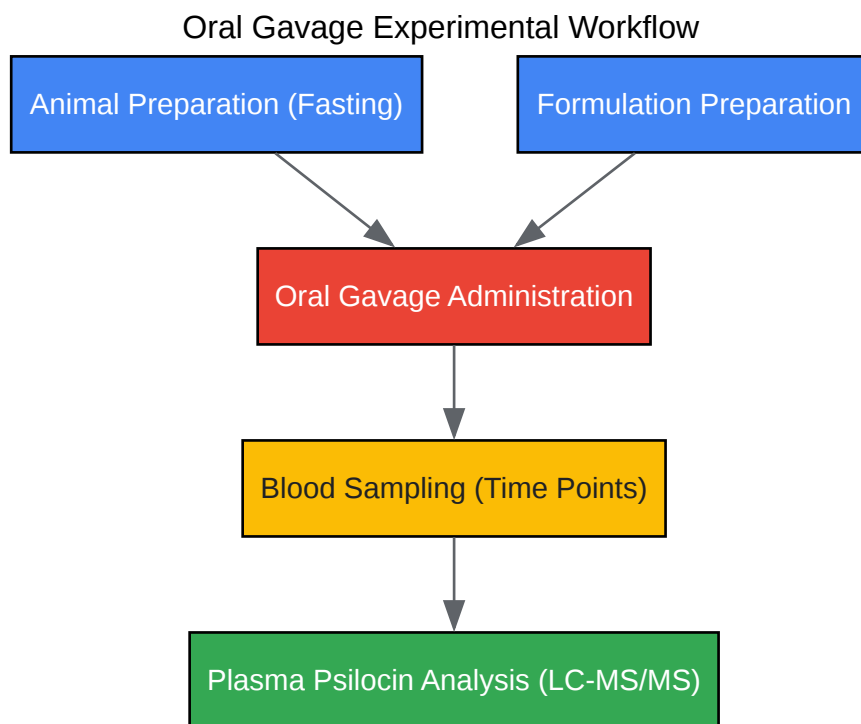 Oral Gavage Experimental Workflow
Animal Preparation (Fasting)
Formulation Preparation
Oral Gavage Administration
Blood Sampling (Time Points)
Plasma Psilocin Analysis (LC-MS/MS)